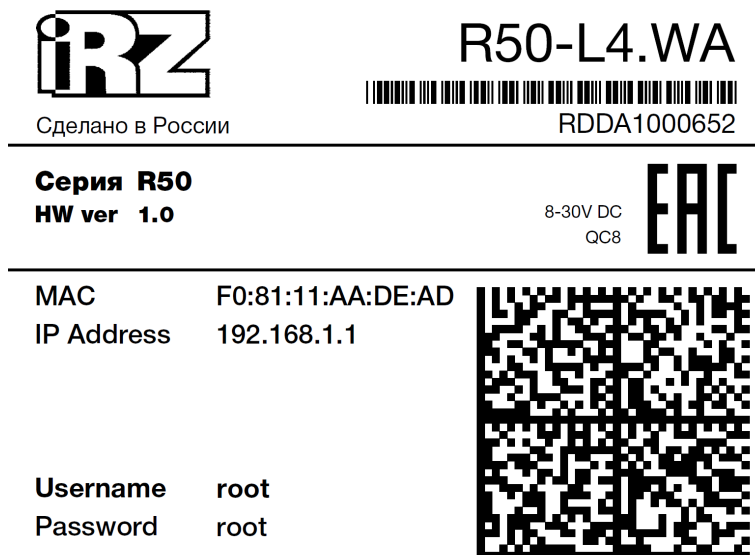 iRZ
R50-L4.WA
Сделано в России
RDDA1000652
Серия R50
HW ver 1.0
8-30V DC
QC8
EAC
MAC F0:81:11:AA:DE:AD
IP Address 192.168.1.1
Username root
Password root